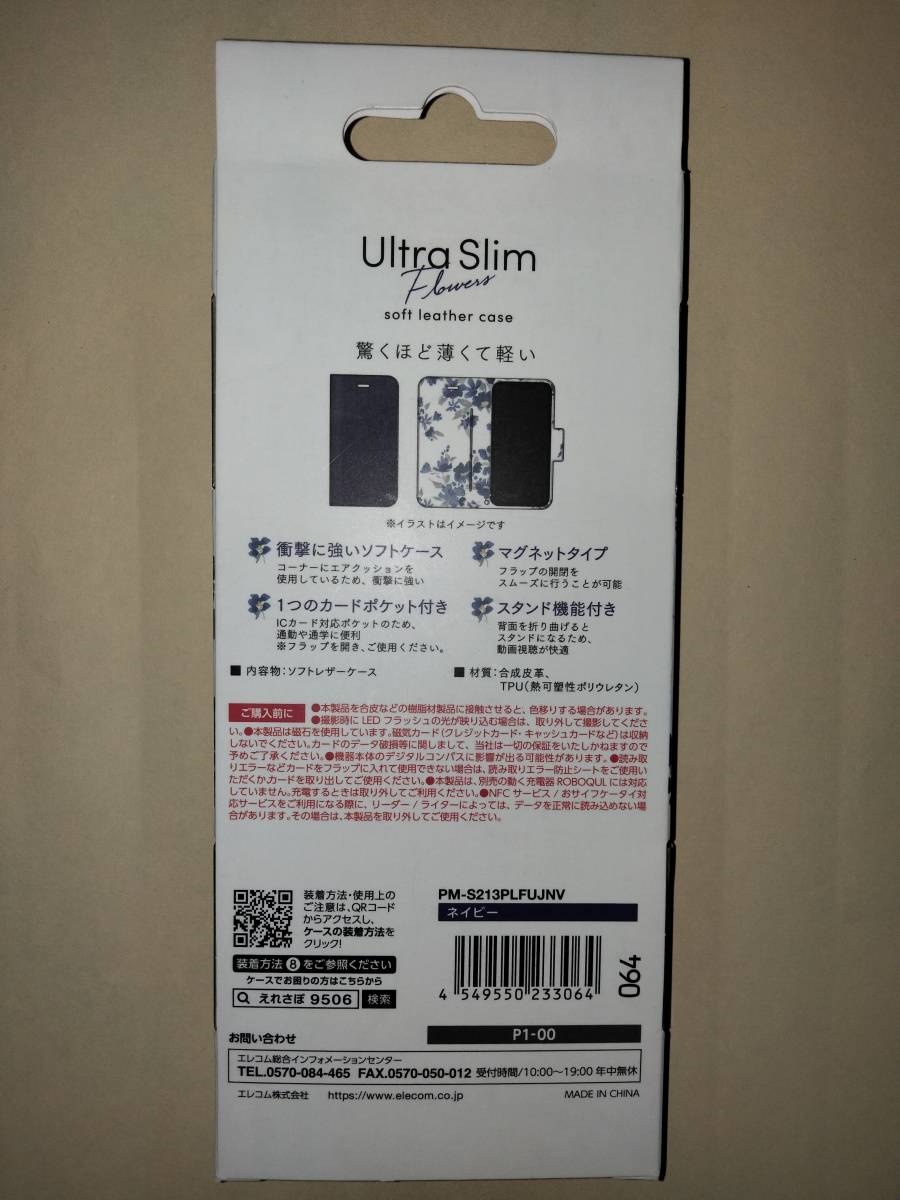 Ultra Slim
Flowers
soft leather case
驚くほど薄くて軽い
※イラストはイメージです
衝撃に強いソフトケース
コーナーにエアクッションを
使用しているため、衝撃に強い
マグネットタイプ
フラップの開閉を
スムーズに行うことが可能
1つのカードポケット付き
ICカード対応ポケットのため、
通勤や通学に便利
※フラップを開き、ご使用ください。
スタンド機能付き
背面を折り曲げると
スタンドになるため、
動画視聴が快適
■ 内容物:ソフトレザーケース
■ 材質:合成皮革、
TPU(熱可塑性ポリウレタン)
ご購入前に ●本製品を合皮などの樹脂材製品に接触させると、色移りする場合があります。
●撮影時に LED フラッシュの光が映り込む場合は、取り外して撮影してくださ
い。●本製品は磁石を使用しています。磁気カード(クレジットカード・キャッシュカードなど)は収納
しないでください。カードのデータ破損等に関しまして、当社は一切の保証をいたしかねますので
予めご了承ください。●機器本体のデジタルコンパスに影響が出る可能性があります。●読み取
りエラーなどカードをフラップに入れて使用できない場合は、読み取りエラー防止シートをご使用い
ただくか、カードを取り出してご使用ください。●本製品は、別売の動く充電器 ROBOQUL には対応
していません。充電するときは取り外してご利用ください。●NFC サービス / おサイフケータイ対
応サービスをご利用になる際に、リーダー / ライターによっては、データを正常に読み込めない場
合があります。その場合は、本製品を取り外してご使用ください。
装着方法・使用上の
ご注意は、QRコード
からアクセスし、
ケースの装着方法を
クリック!
装着方法 8 をご参照ください
ケースでお困りの方はこちらから
えれさぽ 9506 検索
PM-S213PLFUJNV
ネイビー
4 549550 233064
064
P1-00
お問い合わせ
エレコム総合インフォメーションセンター
TEL.0570-084-465 FAX.0570-050-012 受付時間/10:00～19:00 年中無休
エレコム株式会社 https://www.elecom.co.jp MADE IN CHINA